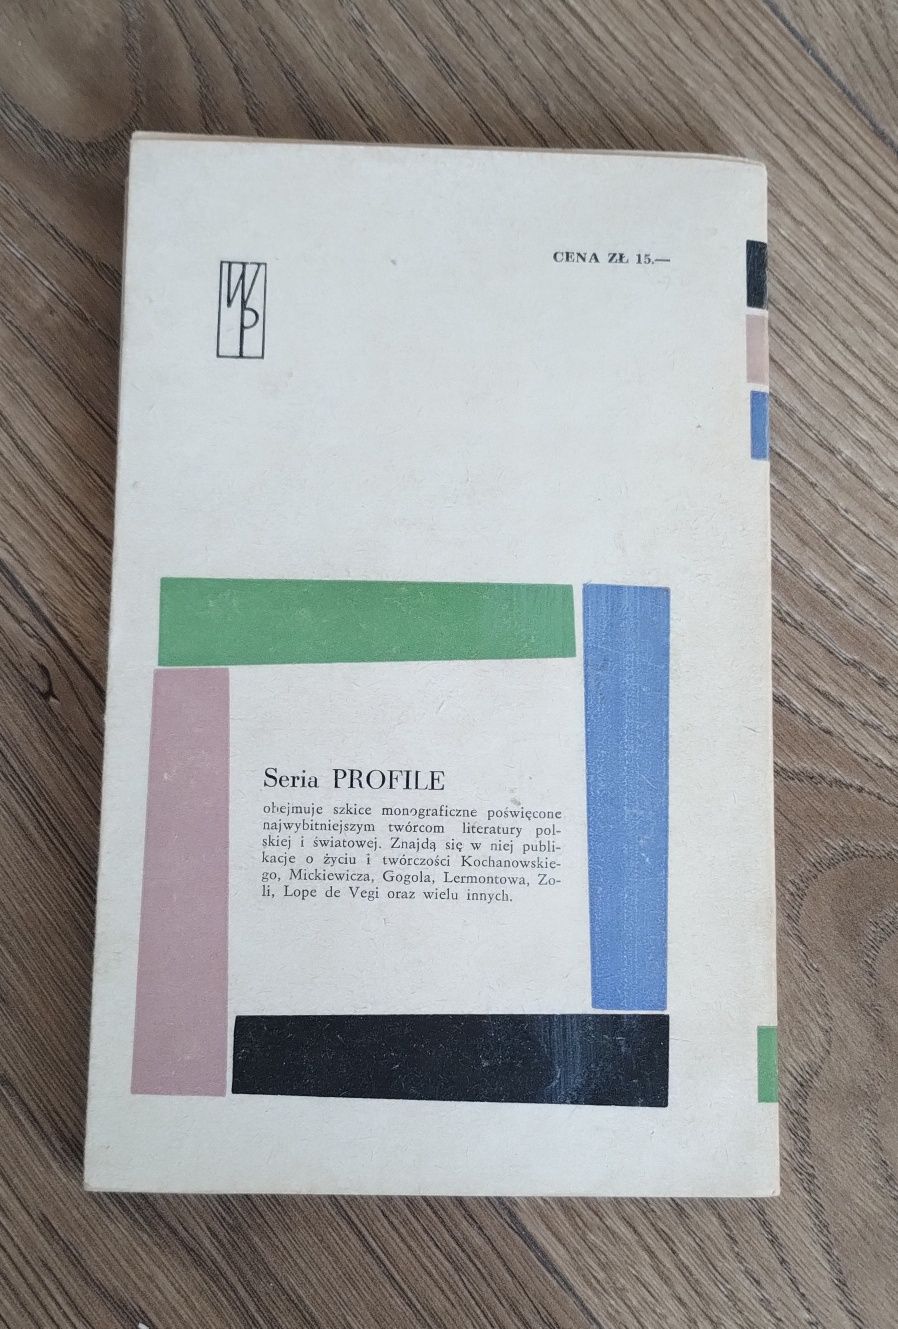 WP
CENA ZŁ 15.—
Seria PROFILE
obejmuje szkice monograficzne poświęcone
najwybitniejszym twórcom literatury pol-
skiej i światowej. Znajdą się w niej publi-
kacje o życiu i twórczości Kochanowskie-
go, Mickiewicza, Gogola, Lermontowa, Zo-
li, Lope de Vegi oraz wielu innych.